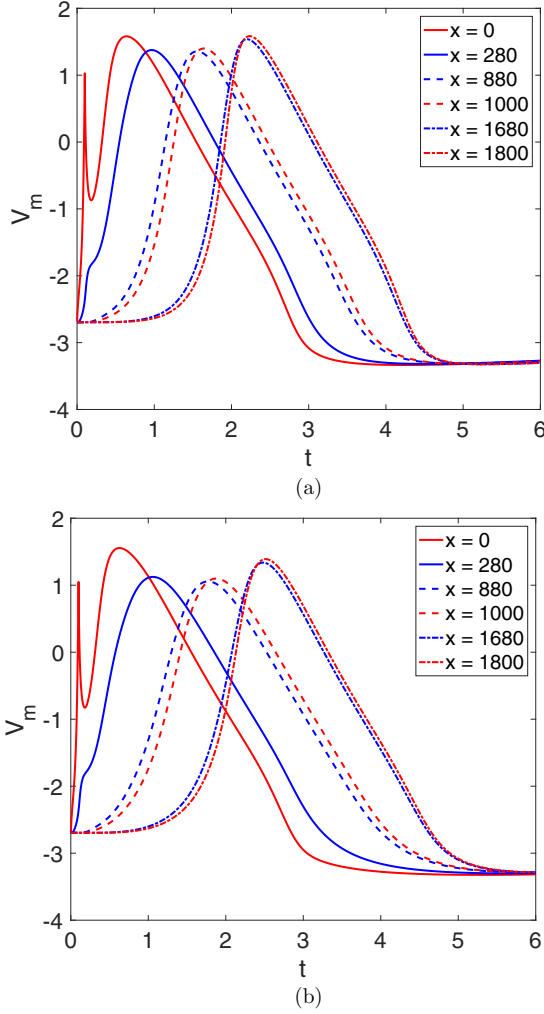 2
1
0
-1
-2
-3
-4
V_m
0 1 2 3 4 5 6
t
x = 0
x = 280
x = 880
x = 1000
x = 1680
x = 1800
(a)
2
1
0
-1
-2
-3
-4
V_m
0 1 2 3 4 5 6
t
x = 0
x = 280
x = 880
x = 1000
x = 1680
x = 1800
(b)